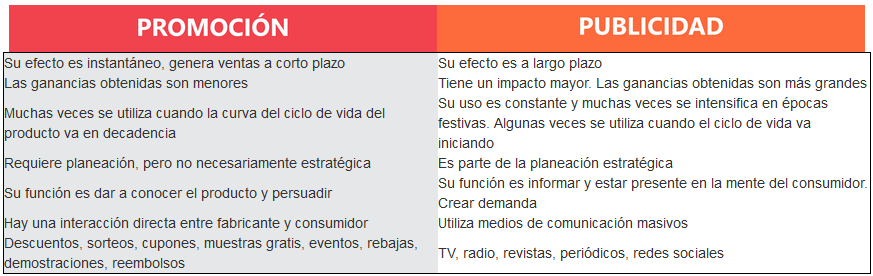 PROMOCIÓN
PUBLICIDAD
Su efecto es instantáneo, genera ventas a corto plazo
Su efecto es a largo plazo
Las ganancias obtenidas son menores
Tiene un impacto mayor. Las ganancias obtenidas son más grandes
Muchas veces se utiliza cuando la curva del ciclo de vida del
producto va en decadencia
Su uso es constante y muchas veces se intensifica en épocas
festivas. Algunas veces se utiliza cuando el ciclo de vida va
iniciando
Requiere planeación, pero no necesariamente estratégica
Es parte de la planeación estratégica
Su función es dar a conocer el producto y persuadir
Su función es informar y estar presente en la mente del consumidor.
Crear demanda
Hay una interacción directa entre fabricante y consumidor
Utiliza medios de comunicación masivos
Descuentos, sorteos, cupones, muestras gratis, eventos, rebajas,
demostraciones, reembolsos
TV, radio, revistas, periódicos, redes sociales